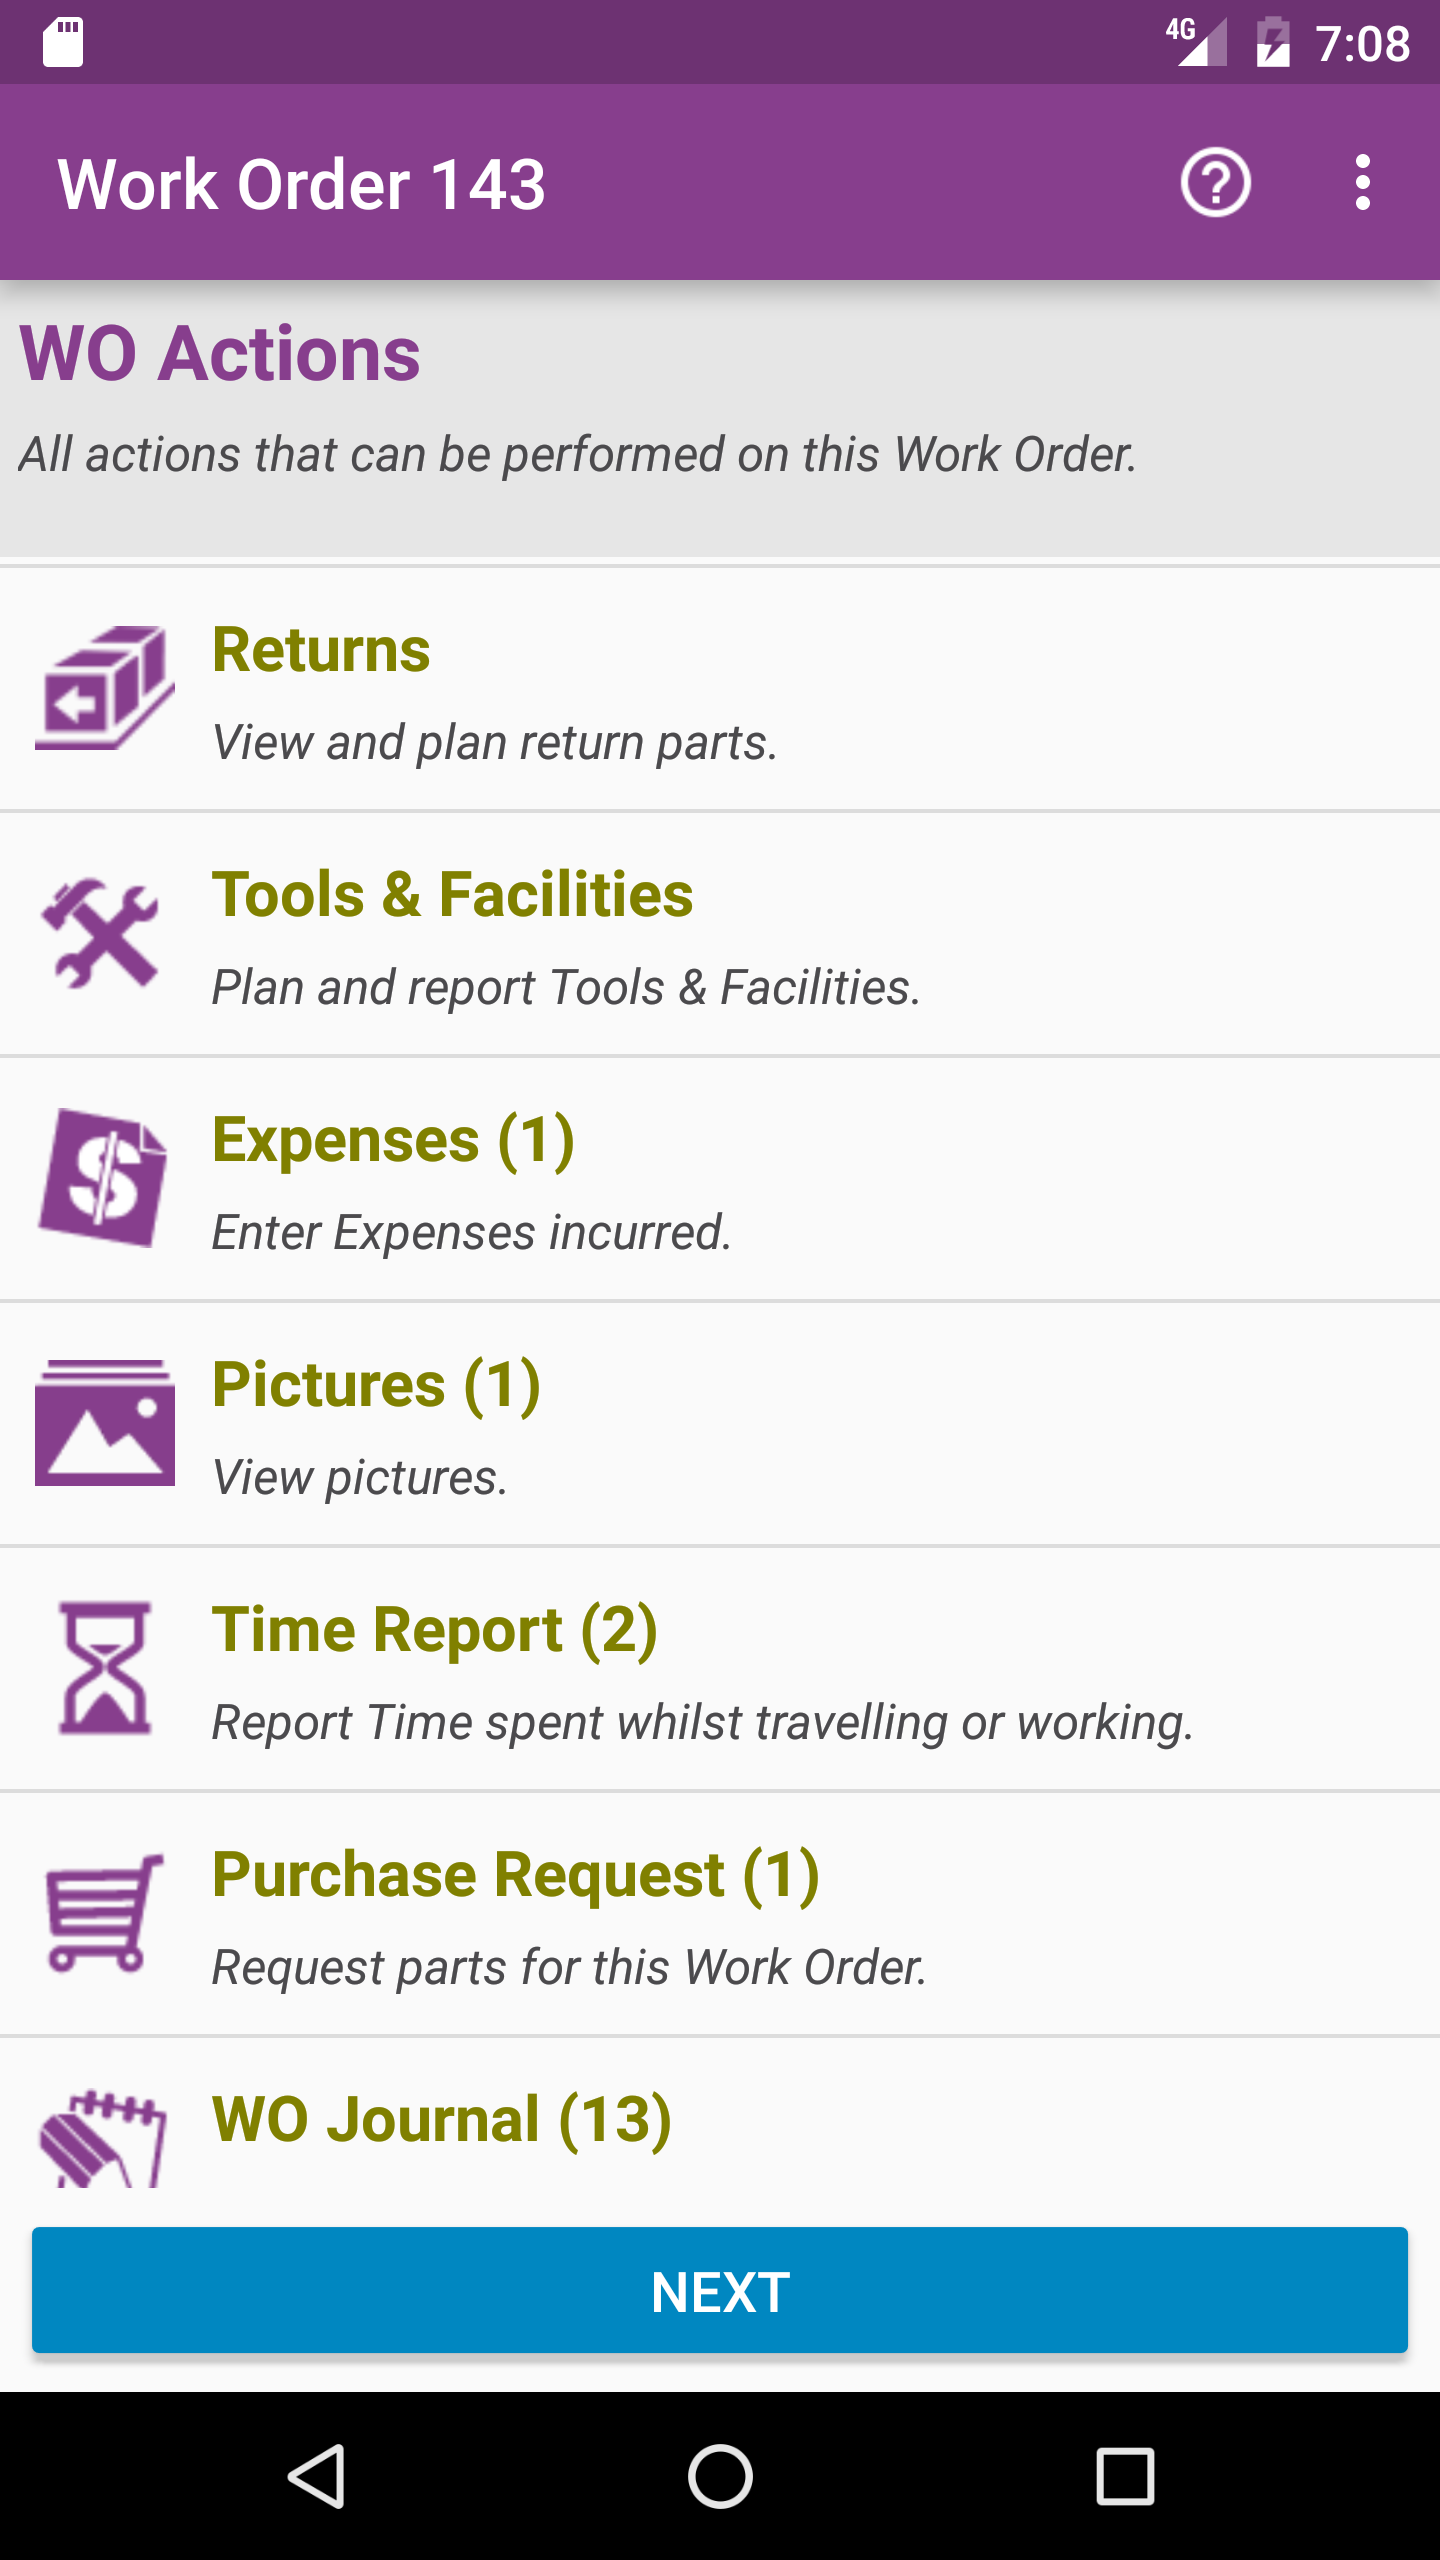 4G 7:08
Work Order 143
WO Actions
All actions that can be performed on this Work Order.
Returns
View and plan return parts.
Tools & Facilities
Plan and report Tools & Facilities.
Expenses (1)
Enter Expenses incurred.
Pictures (1)
View pictures.
Time Report (2)
Report Time spent whilst travelling or working.
Purchase Request (1)
Request parts for this Work Order.
WO Journal (13)
NEXT